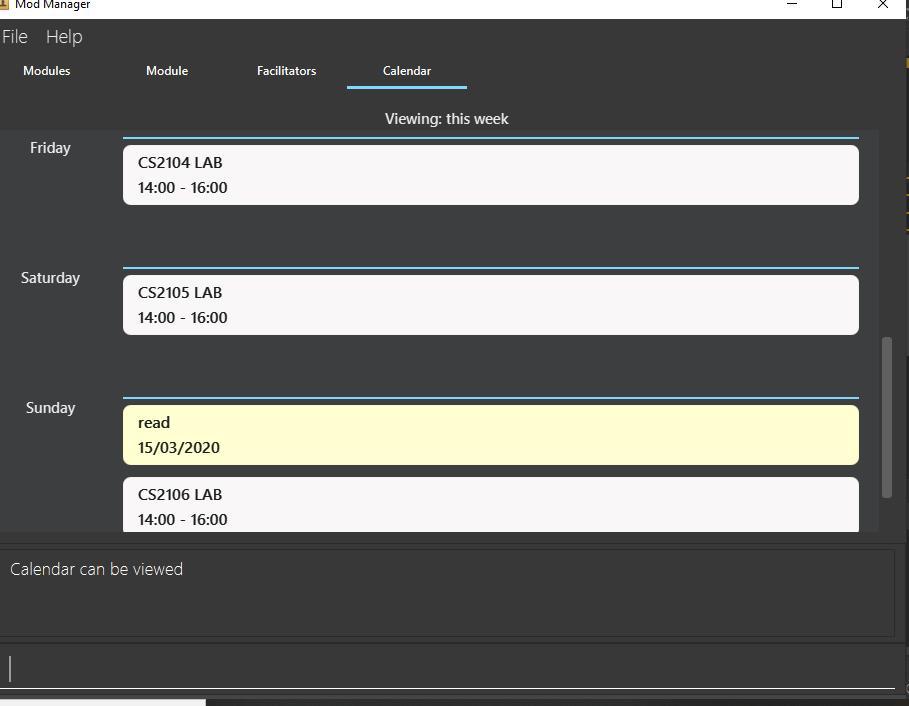 Mod Manager
File Help
Modules Module Facilitators Calendar
Viewing: this week
Friday
CS2104 LAB
14:00 - 16:00
Saturday
CS2105 LAB
14:00 - 16:00
Sunday
read
15/03/2020
CS2106 LAB
14:00 - 16:00
Calendar can be viewed